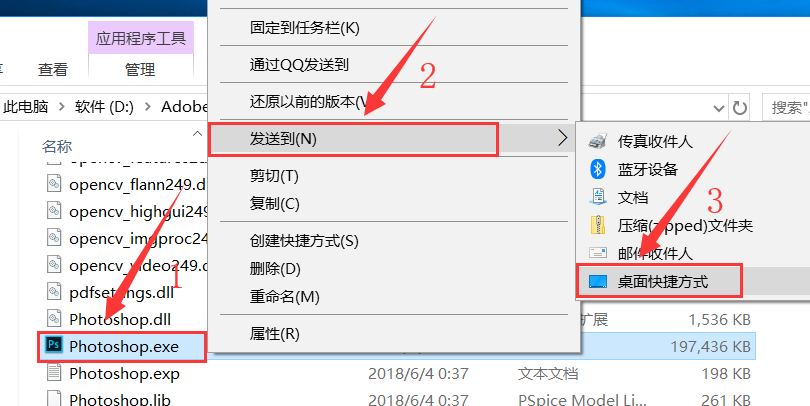 应用程序工具
查看
管理
此电脑 > 软件 (D:) > Adobe
搜索"
名称
opencv_flann249.d
opencv_highgui249
opencv_imgproc24
opencv_video249.d
pdfsettings.dll
Photoshop.dll
Photoshop.exe
Photoshop.exp
Photoshop.lib
固定到任务栏(K)
通过QQ发送到
还原以前的版本(V
发送到(N)
剪切(T)
复制(C)
创建快捷方式(S)
删除(D)
重命名(M)
属性(R)
传真收件人
蓝牙设备
文档
压缩(zipped)文件夹
邮件收件人
桌面快捷方式
1
2
3
扩展
1,536 KB
197,436 KB
2018/6/4 0:37
文本文档
198 KB
2018/6/4 0:37
PSpice Model Li...
261 KB